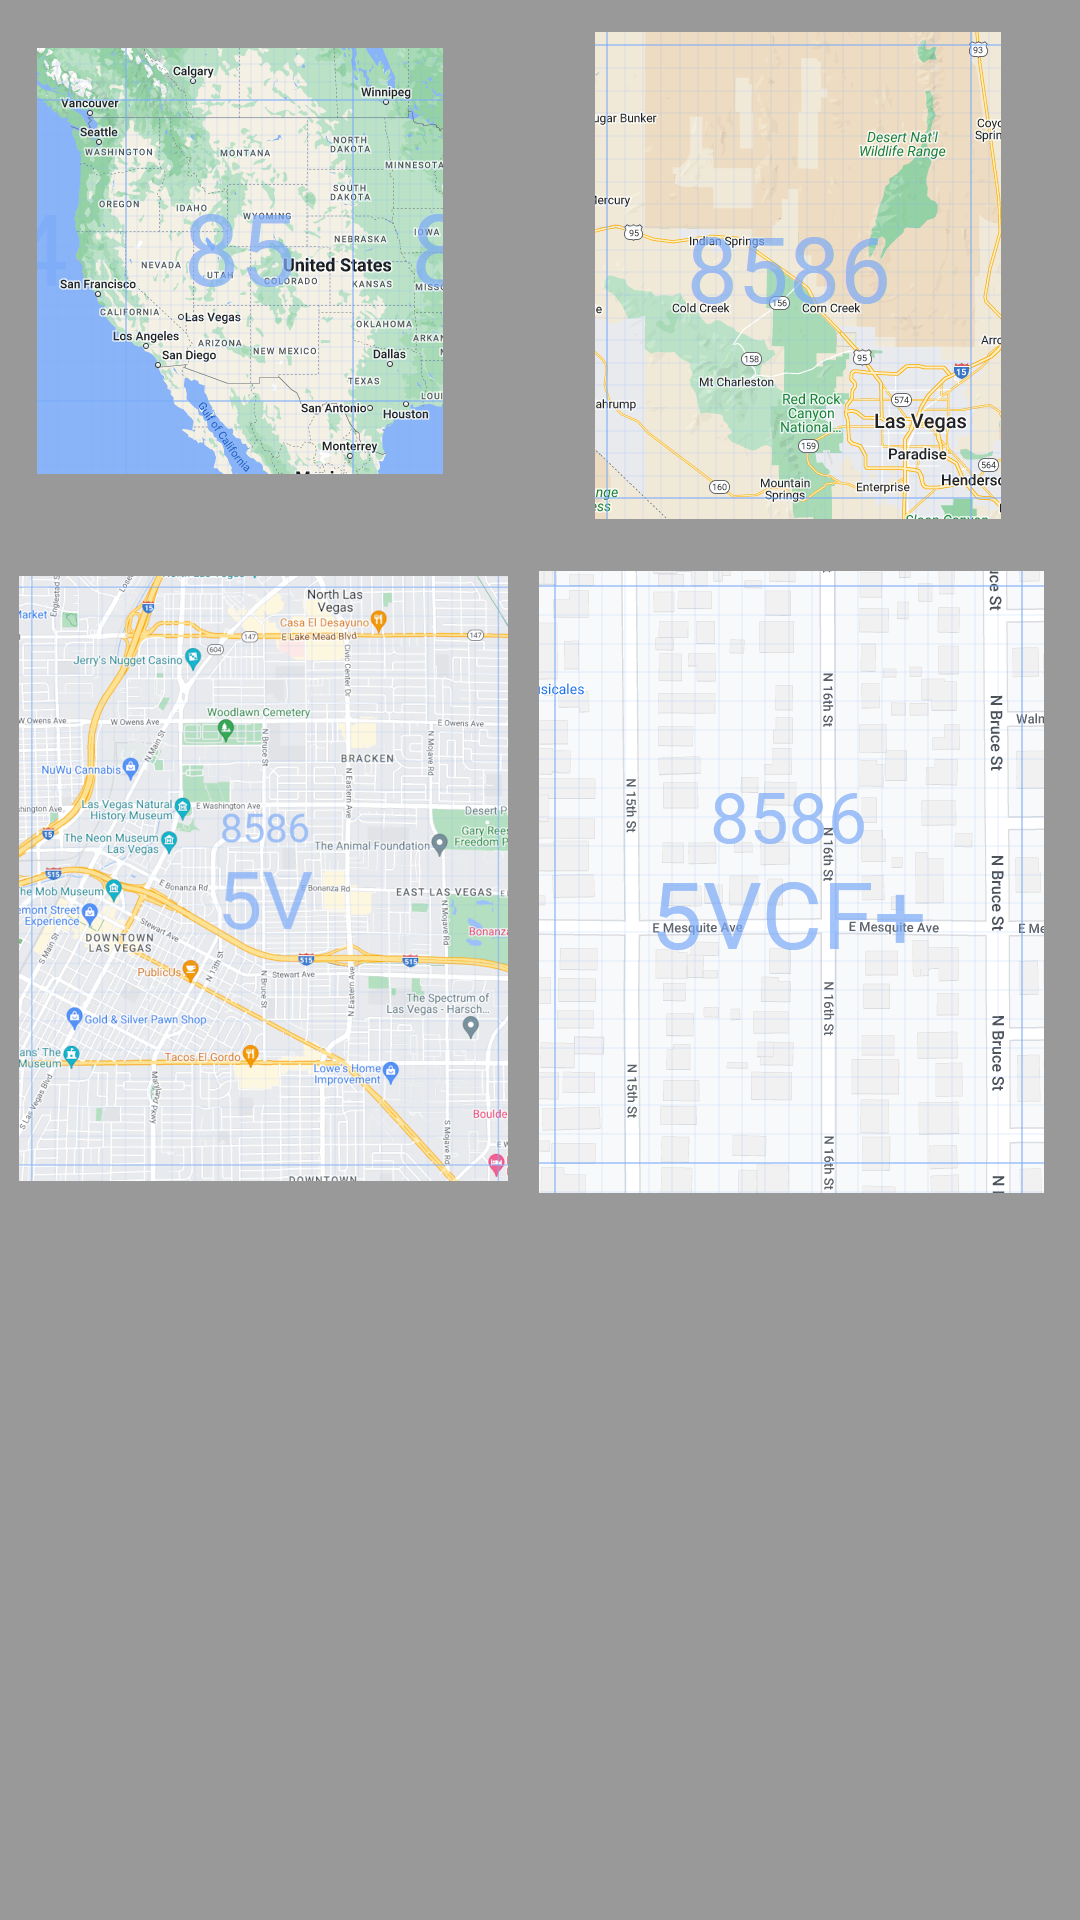 Calgary
Vancouver
Winnipeg
Seattle
WASHINGTON
MONTANA
NORTH
DAKOTA
MINNESOTA
OREGON
IDAHO
SOUTH
DAKOTA
WYOMING
4
85
8
IOWA
NEBRASKA
NEVADA
UTAH
United States
COLORADO
KANSAS
MISSO
San Francisco
CALIFORNIA
Las Vegas
OKLAHOMA
Los Angeles
ARIZONA
NEW MEXICO
ARKAN
San Diego
Dallas
TEXAS
LOUI
San Antonio
Houston
Gulf of California
Monterrey
93
ugar Bunker
Coyo
Sprin
Desert Nat'l
Wildlife Range
lercury
95
Indian Springs
8586
156
e
Cold Creek
Corn Creek
Arro
158
95
15
Mt Charleston
Red Rock
Canyon
National...
574
ahrump
Las Vegas
159
Paradise
564
160
Mountain
Springs
Enterprise
Henderso
nge
ess
North Las
Vegas
15
Market
Casa El Desayuno
147
E Lake Mead Blvd
147
604
Jerry's Nugget Casino
Civic Center Dr
Woodlawn Cemetery
W Owens Ave
W Owens Ave
E Owens Ave
N Main St
N Bruce St
N Mojave Rd
BRACKEN
NuWu Cannabis
N Eastern Ave
Las Vegas Natural
History Museum
shington Ave
E Washington Ave
Desert P
8586
The Neon Museum
Las Vegas
15
The Animal Foundation
Gary Rees
Freedom P
515
The Mob Museum
E Bonanza Rd
5V
E Bonanza Rd
EAST LAS VEGAS
E
emont Street
Experience
Stewart Ave
N Mojave Rd
Bonanza
DOWNTOWN
LAS VEGAS
S Main St
515
515
PublicUs
N 13th St
Stewart Ave
N Bruce St
N Eastern Ave
The Spectrum of
Las Vegas - Harsch...
Gold & Silver Pawn Shop
ans' The
Museum
Tacos El Gordo
Lowe's Home
Improvement
S Las Vegas Blvd
Maryland Pkwy
Boulde
S Mojave Rd
E W
DOWNTOWN
uce St
usicales
N 16th St
N Bruce St
Waln
N 15th St
8586
N 16th St
N Bruce St
5VCF+
E Mesquite Ave
E Mesquite Ave
E Me
N 16th St
N Bruce St
N 15th St
N 16th St
N